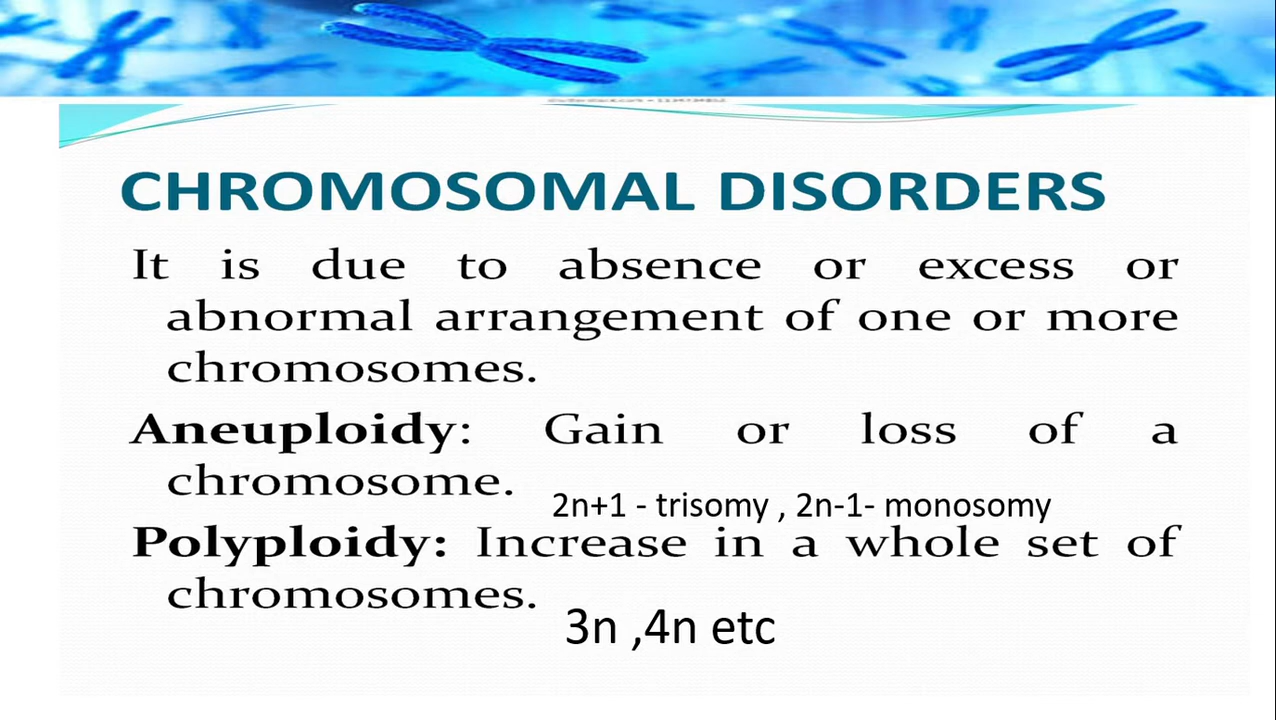 CHROMOSOMAL DISORDERS
It is due to absence or excess or
abnormal arrangement of one or more
chromosomes.
Aneuploidy: Gain or loss of a
chromosome.
2n+1 - trisomy , 2n-1- monosomy
Polyploidy: Increase in a whole set of
chromosomes.
3n ,4n etc